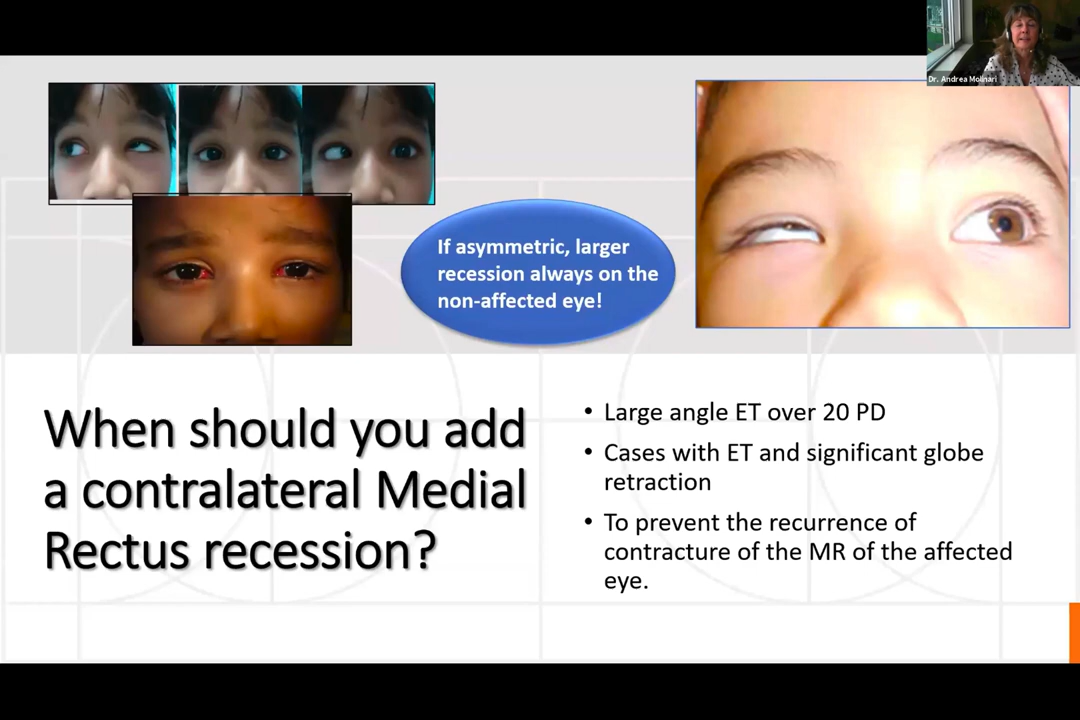 Dr. Andrea Molinari
If asymmetric, larger
recession always on the
non-affected eye!
When should you add
a contralateral Medial
Rectus recession?
• Large angle ET over 20 PD
• Cases with ET and significant globe
retraction
• To prevent the recurrence of
contracture of the MR of the affected
eye.